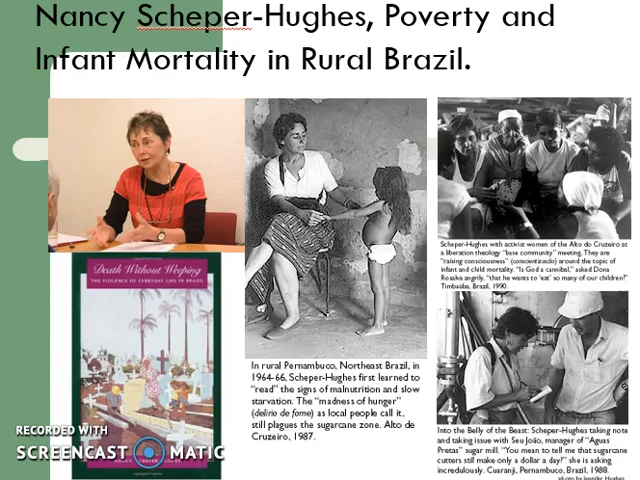 Nancy Scheper-Hughes, Poverty and
Infant Mortality in Rural Brazil.
Death Without Weeping
THE VIOLENCE OF EVERYDAY LIFE IN BRAZIL
In rural Pernambuco, Northeast Brazil, in
1964-66, Scheper-Hughes first learned to
"read" the signs of malnutrition and slow
starvation. The "madness of hunger"
(delirio de fome) as local people call it,
still plagues the sugarcane zone. Alto de
Cruzeiro, 1987.
Scheper-Hughes with activist women of the Alto do Cruzeiro at
a liberation theology "base community" meeting. They are
"raising consciousness" (conscientização) around the topic of
infant and child mortality. "Is God a cannibal," asked Dona
Rosalva angrily, "that he wants to 'eat' so many of our children?"
Timbaúba, Brazil, 1990.
Into the Belly of the Beast: Scheper-Hughes taking note
and taking issue with Seu João, manager of "Aguas
Pretas" sugar mill. "You mean to tell me that sugarcane
cutters still make only a dollar a day?" she is asking
incredulously. Cuaranji, Pernambuco, Brazil, 1988.
photo by Jennifer Hughes
RECORDED WITH
SCREENCAST MATIC